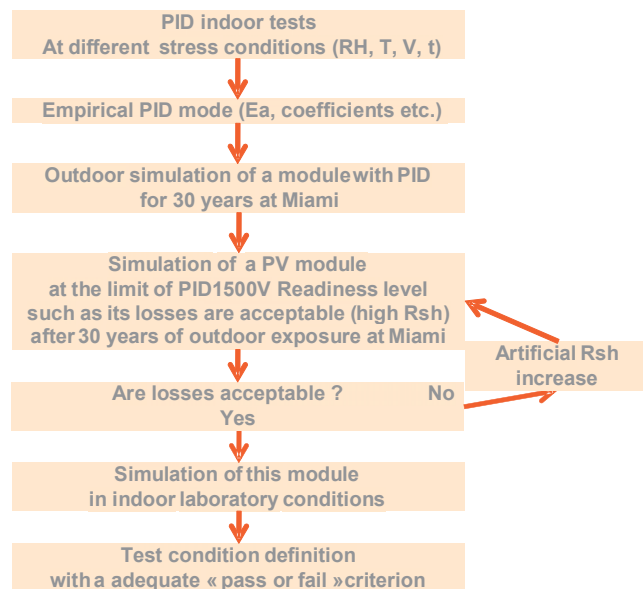 PID indoor tests
At different stress conditions (RH, T, V, t)
Empirical PID mode (Ea, coefficients etc.)
Outdoor simulation of a module with PID
for 30 years at Miami
Simulation of a PV module
at the limit of PID1500V Readiness level
such as its losses are acceptable (high Rsh)
after 30 years of outdoor exposure at Miami
Artificial Rsh
increase
Are losses acceptable ? No
Yes
Simulation of this module
in indoor laboratory conditions
Test condition definition
with a adequate « pass or fail »criterion